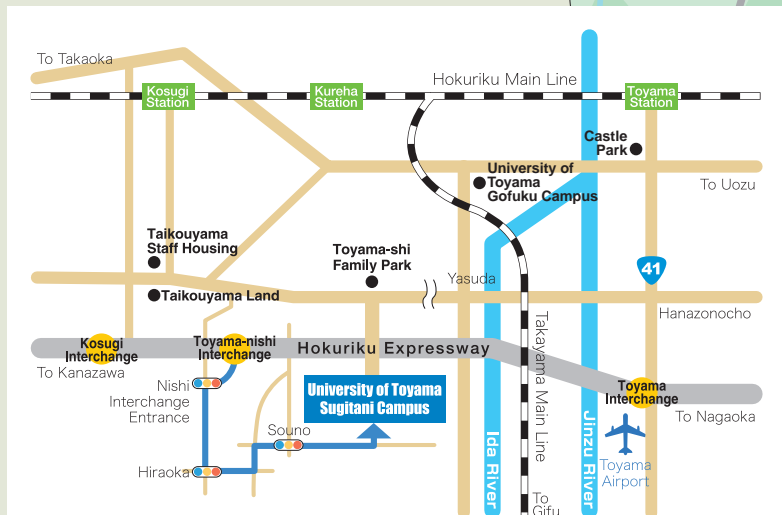 To Takaoka
Hokuriku Main Line
Kosugi
Station
Kureha
Station
Toyama
Station
Castle
Park
University of
Toyama
Gofuku Campus
To Uozu
Taikouyama
Staff Housing
Toyama-shi
Family Park
41
Yasuda
Taikouyama Land
Hanazonocho
Kosugi
Interchange
Toyama-nishi
Interchange
Hokuriku Expressway
To Kanazawa
Nishi
Interchange
Entrance
University of Toyama
Sugitani Campus
Takayama Main Line
Toyama
Interchange
To Nagaoka
Souno
Hiraoka
Ida River
Jinzu River
Toyama
Airport
To
Gifu